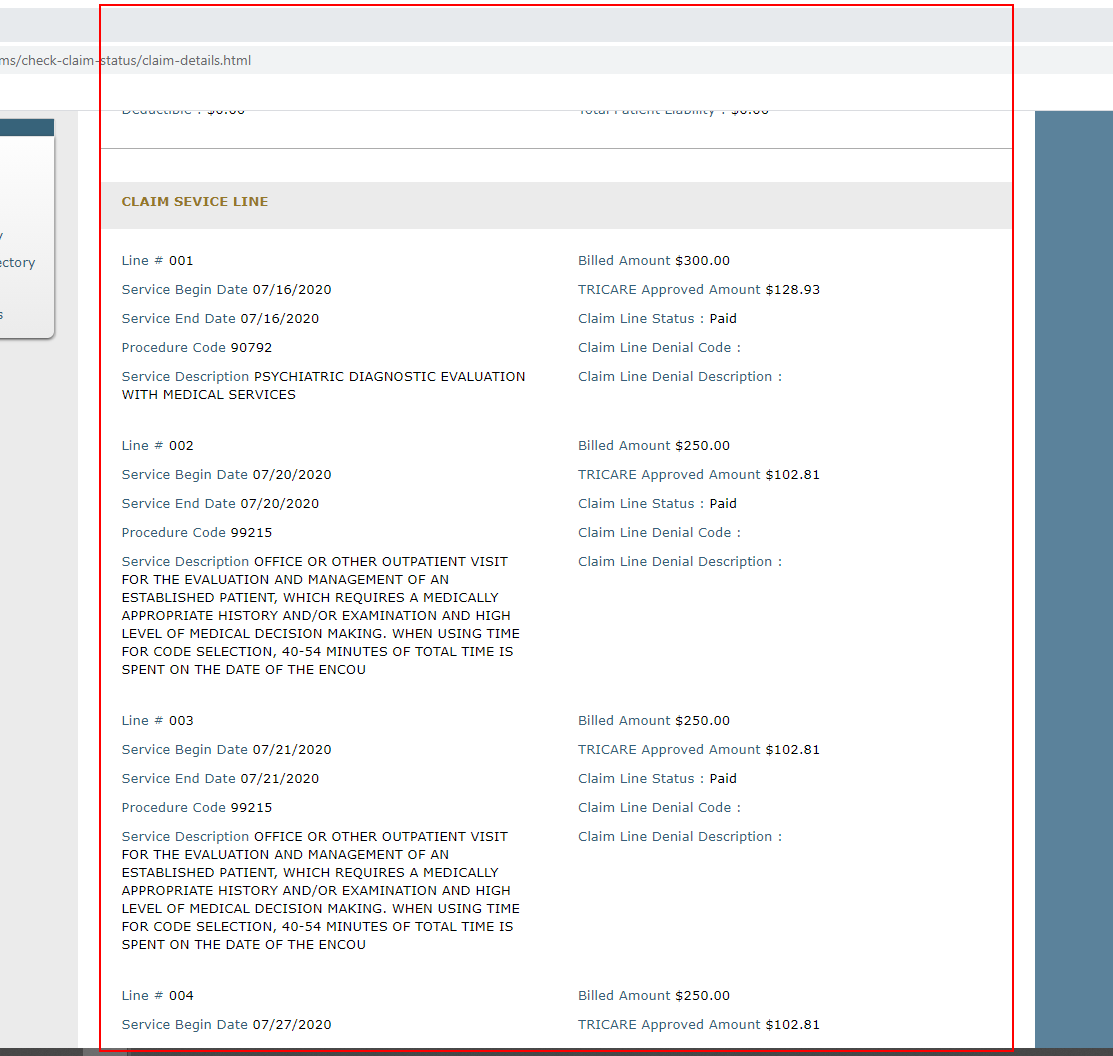 ms/check-claim-status/claim-details.html
Deductible : $0.00
Total Patient Liability : $0.00
ectory
CLAIM SEVICE LINE
Line # 001
Billed Amount $300.00
Service Begin Date 07/16/2020
TRICARE Approved Amount $128.93
Service End Date 07/16/2020
Claim Line Status : Paid
Procedure Code 90792
Claim Line Denial Code :
Service Description PSYCHIATRIC DIAGNOSTIC EVALUATION
WITH MEDICAL SERVICES
Claim Line Denial Description :
Line # 002
Billed Amount $250.00
Service Begin Date 07/20/2020
TRICARE Approved Amount $102.81
Service End Date 07/20/2020
Claim Line Status : Paid
Procedure Code 99215
Claim Line Denial Code :
Service Description OFFICE OR OTHER OUTPATIENT VISIT
FOR THE EVALUATION AND MANAGEMENT OF AN
ESTABLISHED PATIENT, WHICH REQUIRES A MEDICALLY
APPROPRIATE HISTORY AND/OR EXAMINATION AND HIGH
LEVEL OF MEDICAL DECISION MAKING. WHEN USING TIME
FOR CODE SELECTION, 40-54 MINUTES OF TOTAL TIME IS
SPENT ON THE DATE OF THE ENCOU
Claim Line Denial Description :
Line # 003
Billed Amount $250.00
Service Begin Date 07/21/2020
TRICARE Approved Amount $102.81
Service End Date 07/21/2020
Claim Line Status : Paid
Procedure Code 99215
Claim Line Denial Code :
Service Description OFFICE OR OTHER OUTPATIENT VISIT
FOR THE EVALUATION AND MANAGEMENT OF AN
ESTABLISHED PATIENT, WHICH REQUIRES A MEDICALLY
APPROPRIATE HISTORY AND/OR EXAMINATION AND HIGH
LEVEL OF MEDICAL DECISION MAKING. WHEN USING TIME
FOR CODE SELECTION, 40-54 MINUTES OF TOTAL TIME IS
SPENT ON THE DATE OF THE ENCOU
Claim Line Denial Description :
Line # 004
Billed Amount $250.00
Service Begin Date 07/27/2020
TRICARE Approved Amount $102.81